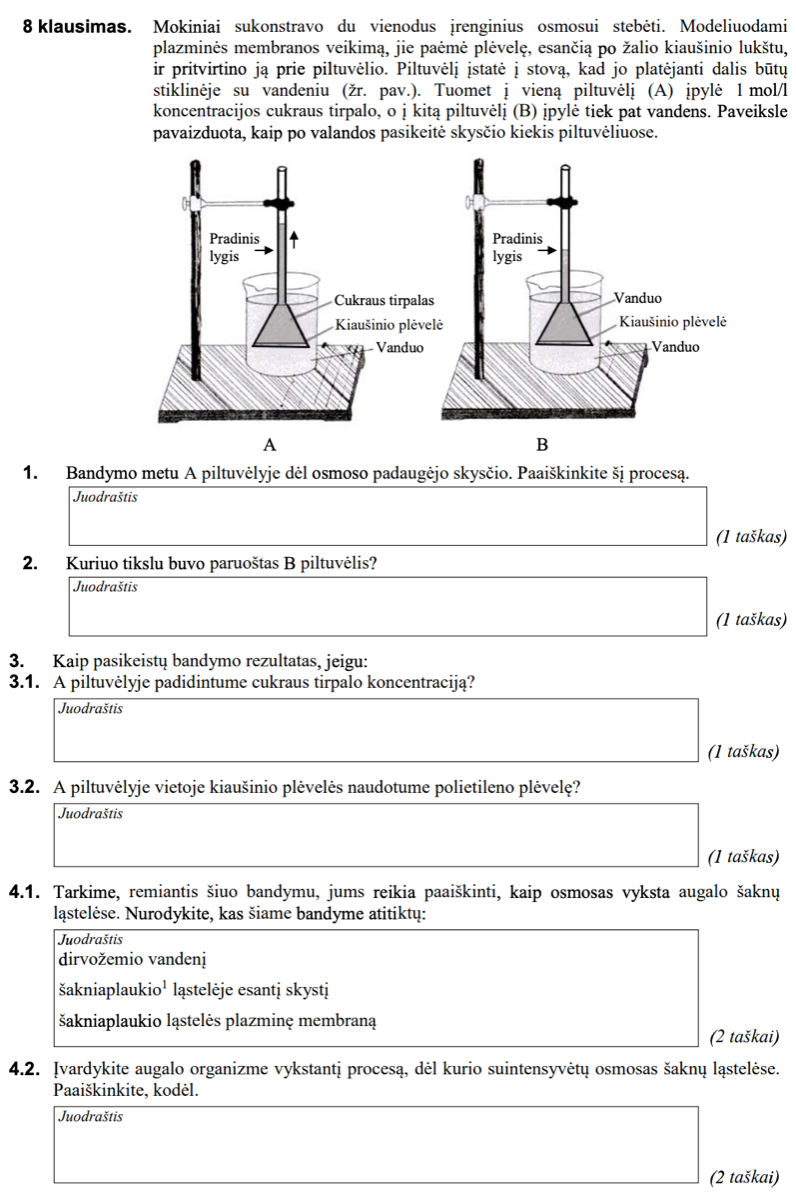 8 klausimas. Mokiniai sukonstravo du vienodus įrenginius osmosui stebėti. Modeliuodami
plazminės membranos veikimą, jie paėmė plėvelę, esančią po žalio kiaušinio lukštu,
ir pritvirtino ją prie piltuvėlio. Piltuvėlį įstatė į stovą, kad jo platėjanti dalis būtų
stiklinėje su vandeniu (žr. pav.). Tuomet į vieną piltuvėlį (A) įpylė 1 mol/l
koncentracijos cukraus tirpalo, o į kitą piltuvėlį (B) įpylė tiek pat vandens. Paveiksle
pavaizduota, kaip po valandos pasikeitė skysčio kiekis piltuvėliuose.
Pradinis
lygis
Cukraus tirpalas
Kiaušinio plėvelė
Vanduo
A
Pradinis
lygis
Vanduo
Kiaušinio plėvelė
Vanduo
B
1. Bandymo metu A piltuvėlyje dėl osmoso padaugėjo skysčio. Paaiškinkite šį procesą.
Juodraštis
(1 taškas)
2. Kuriuo tikslu buvo paruoštas B piltuvėlis?
Juodraštis
(1 taškas)
3. Kaip pasikeistų bandymo rezultatas, jeigu:
3.1. A piltuvėlyje padidintume cukraus tirpalo koncentraciją?
Juodraštis
(1 taškas)
3.2. A piltuvėlyje vietoje kiaušinio plėvelės naudotume polietileno plėvelę?
Juodraštis
(1 taškas)
4.1. Tarkime, remiantis šiuo bandymu, jums reikia paaiškinti, kaip osmosas vyksta augalo šaknų
ląstelėse. Nurodykite, kas šiame bandyme atitiktų:
Juodraštis
dirvožemio vandenį
šakniaplaukio¹ ląstelėje esantį skystį
šakniaplaukio ląstelės plazminę membraną
(2 taškai)
4.2. Įvardykite augalo organizme vykstantį procesą, dėl kurio suintensyvėtų osmosas šaknų ląstelėse.
Paaiškinkite, kodėl.
Juodraštis
(2 taškai)